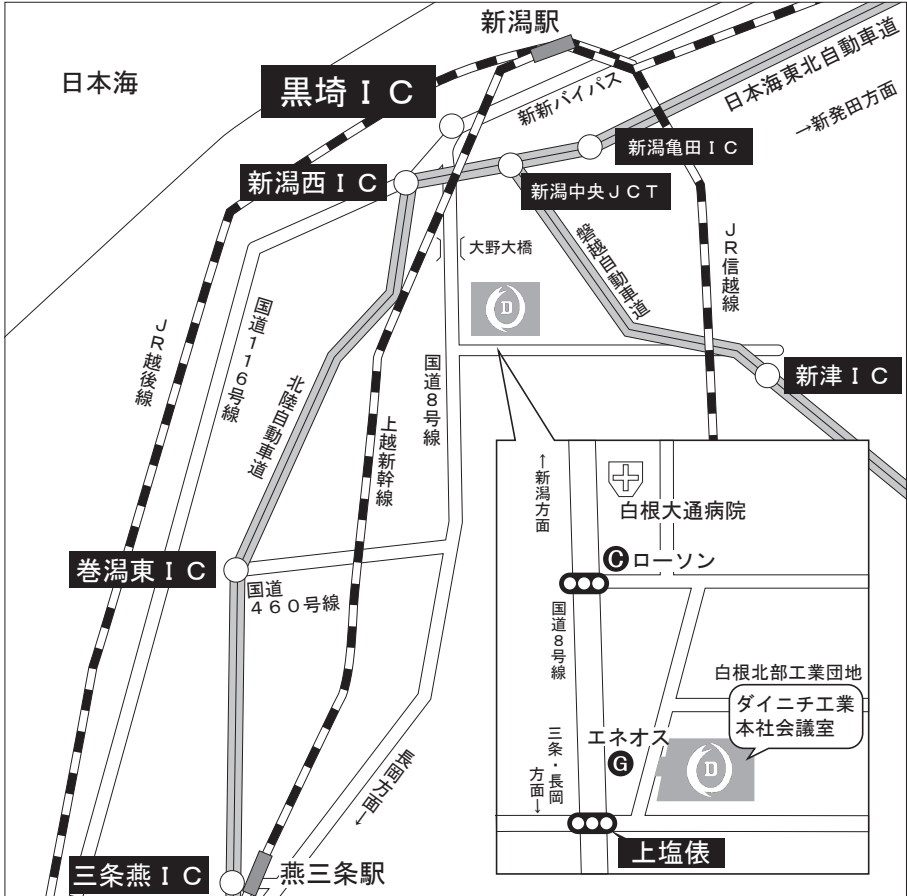 新潟駅
日本海
黒埼ＩＣ
新新バイパス
日本海東北自動車道
→新発田方面
新潟亀田ＩＣ
新潟西ＩＣ
新潟中央ＪＣＴ
大野大橋
磐越自動車道
ＪＲ信越線
D
国道１１６号線
ＪＲ越後線
北陸自動車道
国道８号線
上越新幹線
新津ＩＣ
←新潟方面
白根大通病院
C ローソン
巻潟東ＩＣ
国道
４６０号線
国道８号線
白根北部工業団地
ダイニチ工業
本社会議室
エネオス
G
D
三条・長岡
方面→
長岡方面→
上塩俵
三条燕ＩＣ
燕三条駅